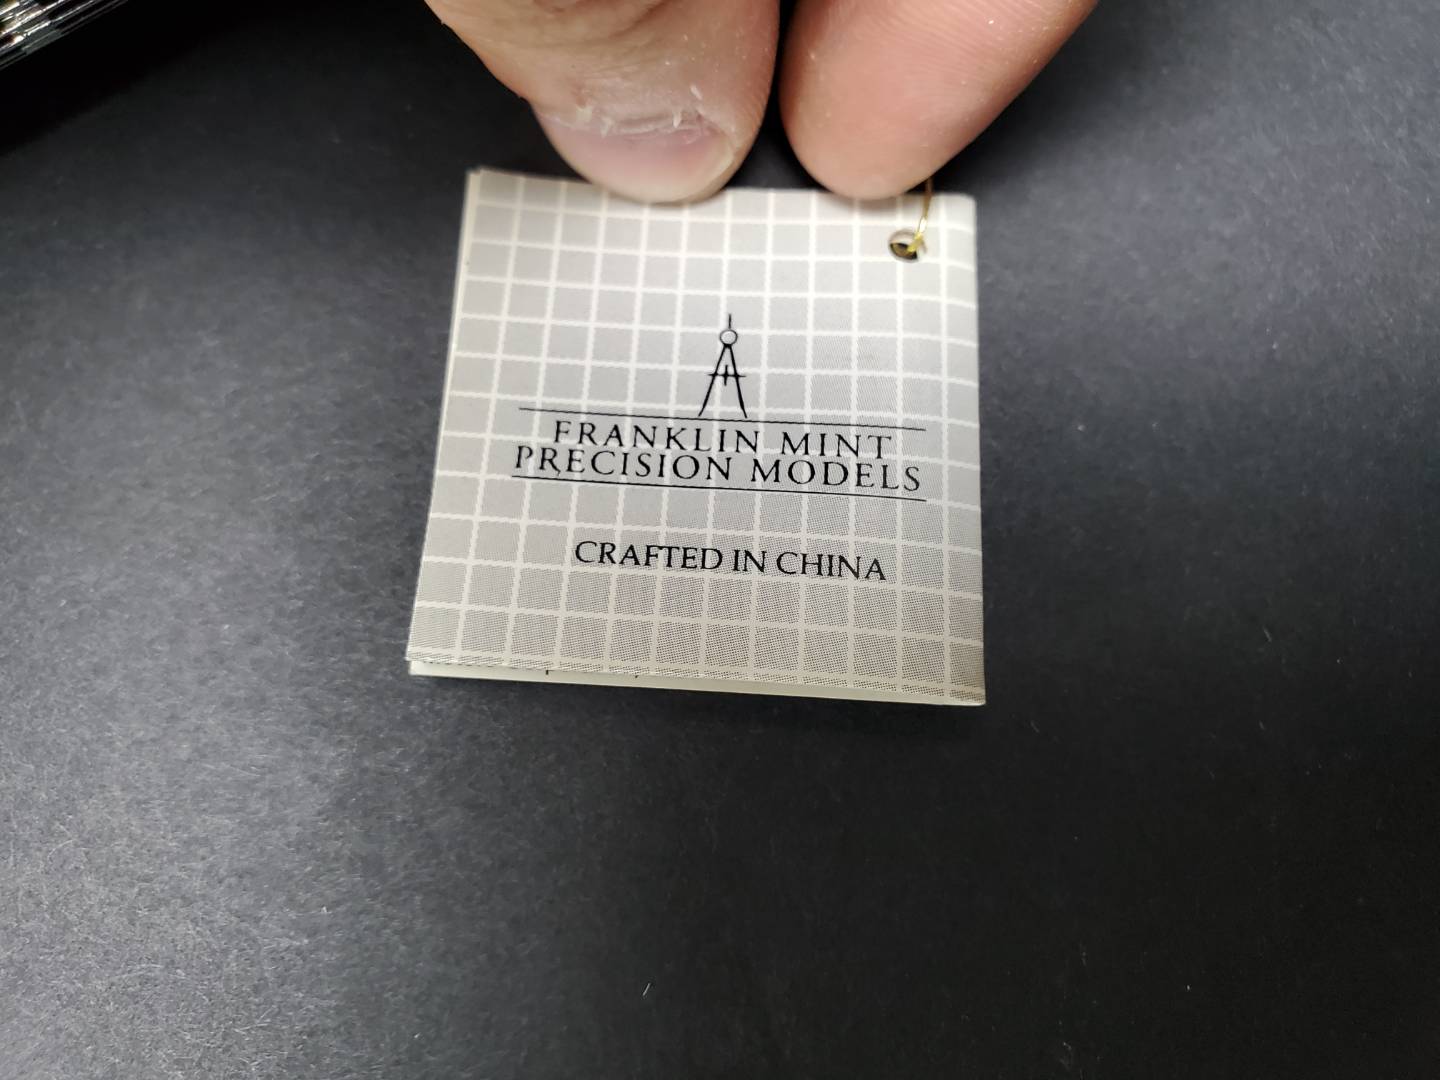 FRANKLIN MINT
PRECISION MODELS
CRAFTED IN CHINA